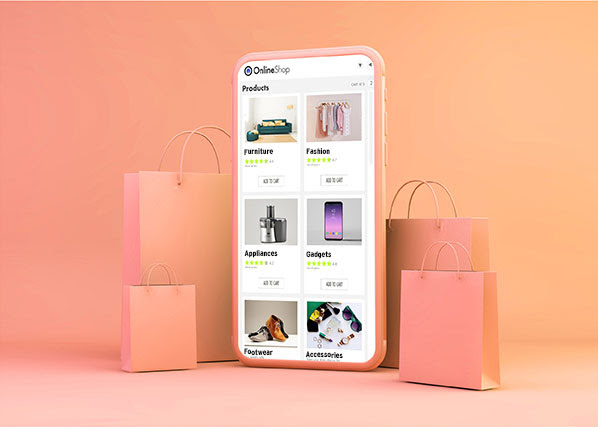 OnlineShop
Products
Furniture
Fashion
ADD TO CART
ADD TO CART
Appliances
Gadgets
ADD TO CART
ADD TO CART
Footwear
Accessories